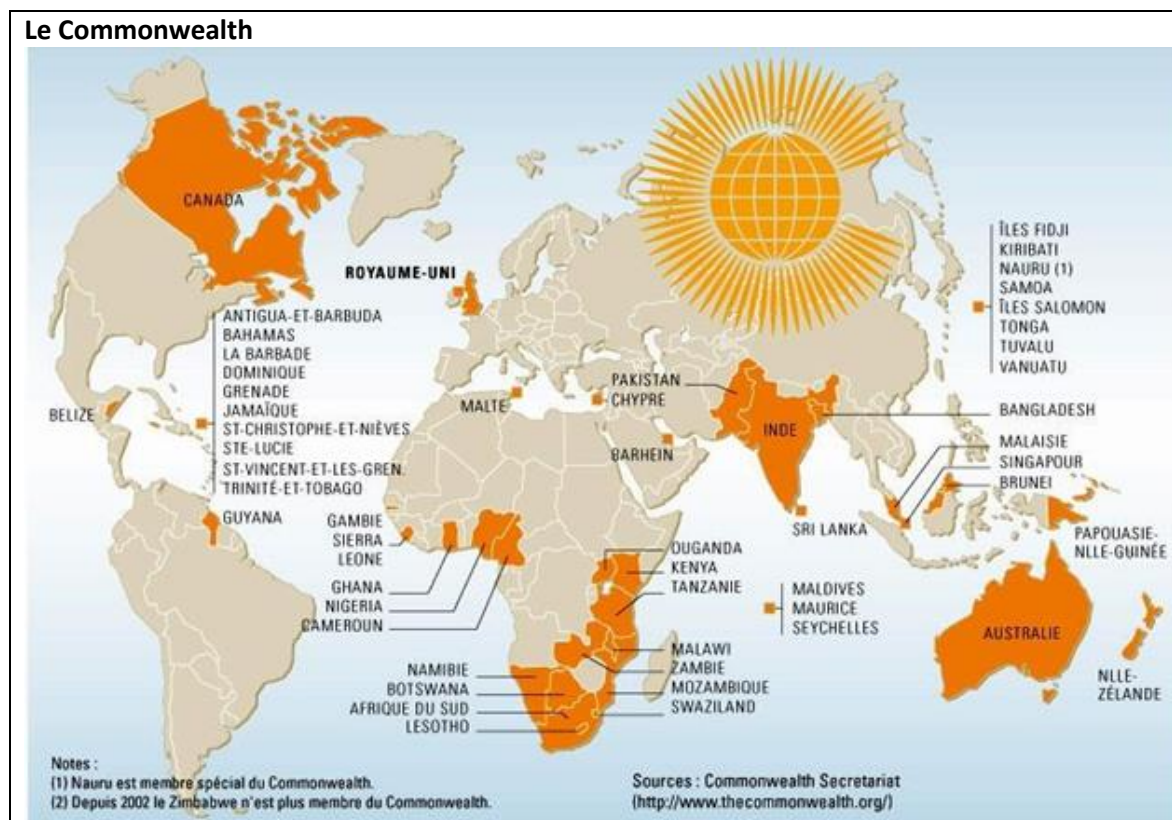 Le Commonwealth
CANADA
ROYAUME-UNI
ANTIGUA-ET-BARBUDA
BAHAMAS
LA BARBADE
DOMINIQUE
GRENADE
JAMAÏQUE
ST-CHRISTOPHE-ET-NIÈVES
STE-LUCIE
ST-VINCENT-ET-LES-GREN.
TRINITÉ-ET-TOBAGO
BELIZE
GUYANA
MALTE
PAKISTAN
CHYPRE
BARHEIN
INDE
BANGLADESH
MALAISIE
SINGAPOUR
BRUNEI
SRI LANKA
ÎLES FIDJI
KIRIBATI
NAURU (1)
SAMOA
ÎLES SALOMON
TONGA
TUVALU
VANUATU
PAPOUASIE-
NLLE-GUINÉE
GAMBIE
SIERRA
LEONE
GHANA
NIGERIA
CAMEROUN
OUGANDA
KENYA
TANZANIE
MALDIVES
MAURICE
SEYCHELLES
MALAWI
ZAMBIE
MOZAMBIQUE
SWAZILAND
NAMIBIE
BOTSWANA
AFRIQUE DU SUD
LESOTHO
AUSTRALIE
NLLE-
ZÉLANDE
Notes :
(1) Nauru est membre spécial du Commonwealth.
(2) Depuis 2002 le Zimbabwe n'est plus membre du Commonwealth.
Sources : Commonwealth Secretariat
(http://www.thecommonwealth.org/)